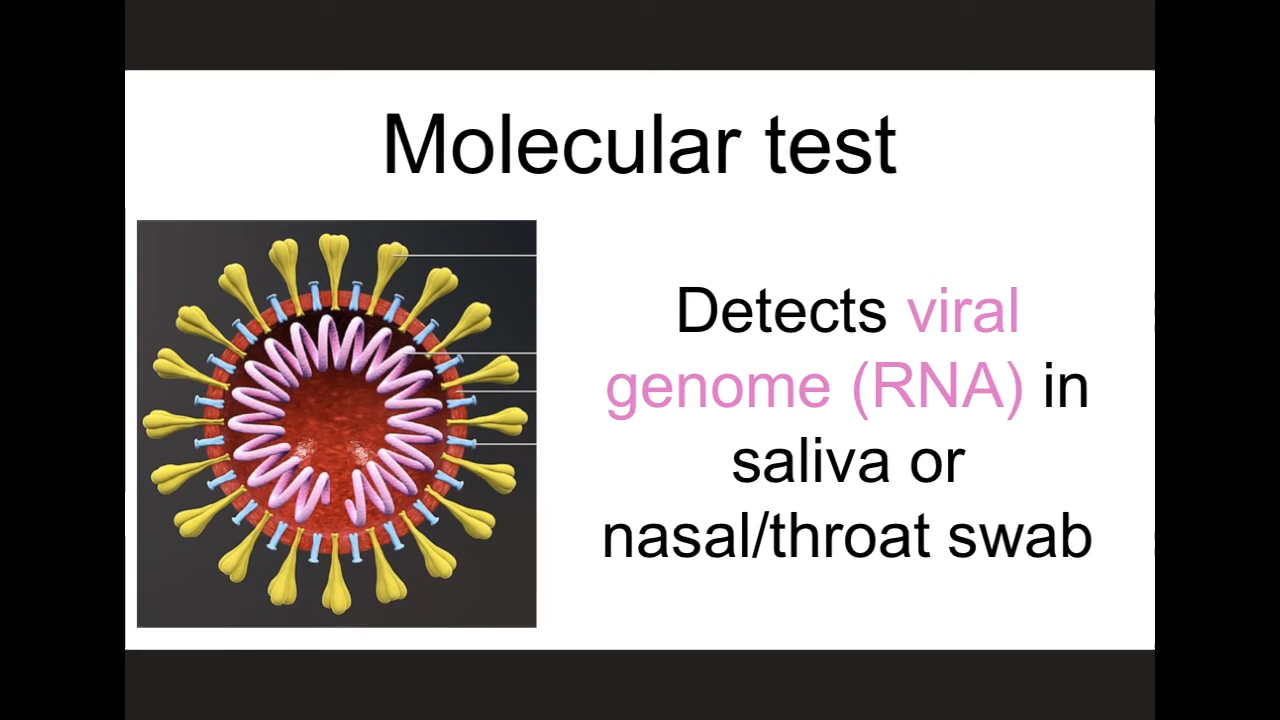 Molecular test
Detects viral
genome (RNA) in
saliva or
nasal/throat swab